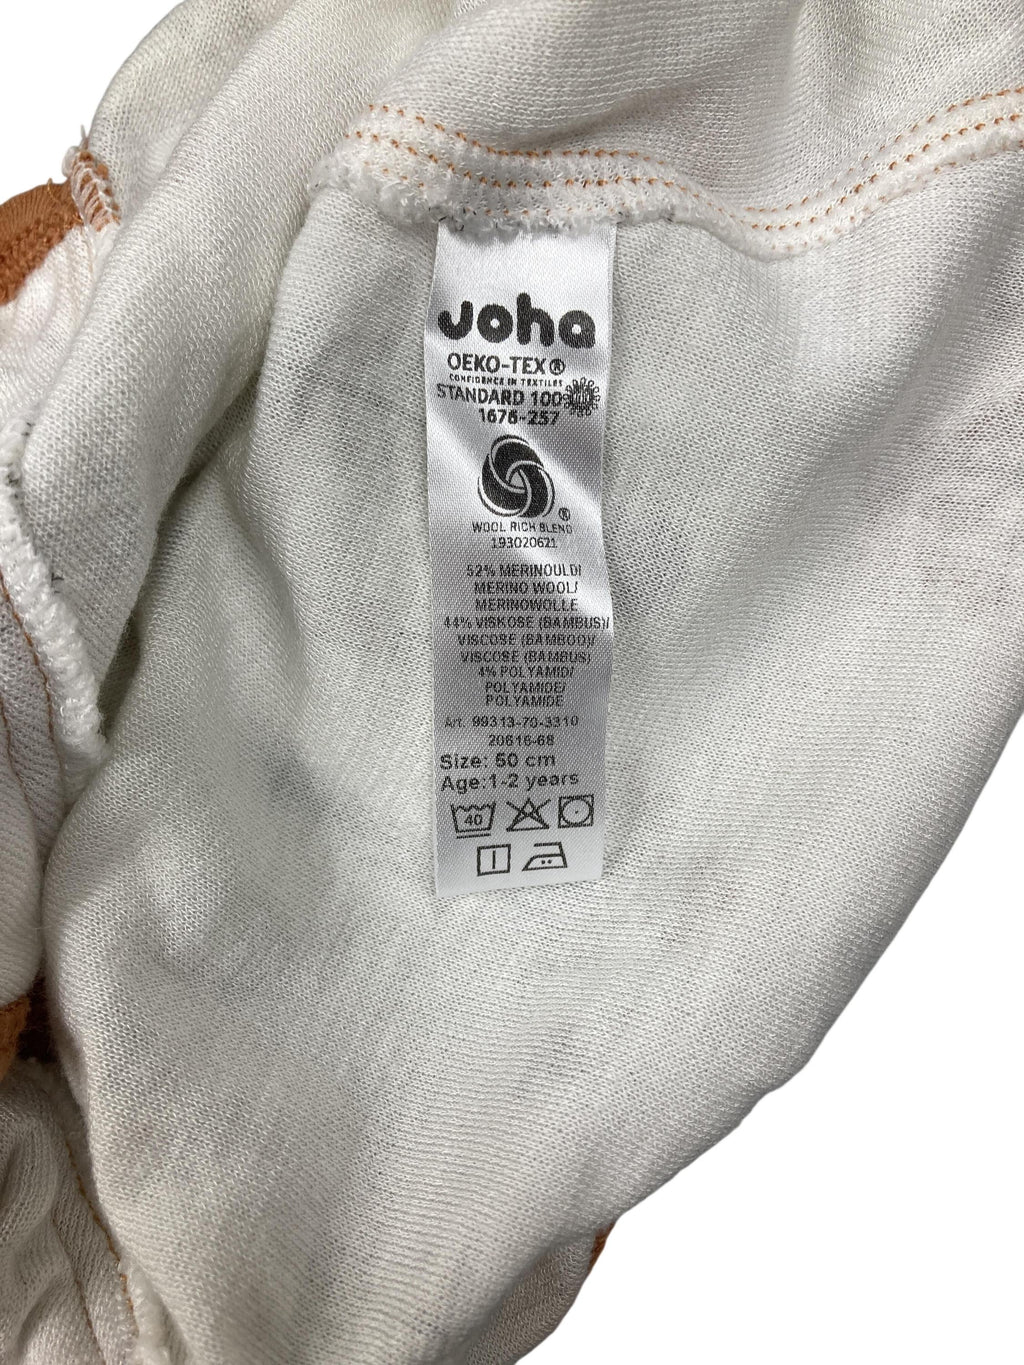 Joha
OEKO-TEX®
CONFIDENCE IN TEXTILES
STANDARD 100
1676-257
®
WOOL RICH BLEND
193020621
52% MERINOULD/
MERINO WOOL/
MERINOWOLLE
44% VISKOSE (BAMBUS)/
VISCOSE (BAMBOO)/
VISCOSE (BAMBUS)
4% POLYAMID/
POLYAMIDE/
POLYAMIDE
Art. 99313-70-3310
20616-68
Size: 50 cm
Age:1-2 years
40